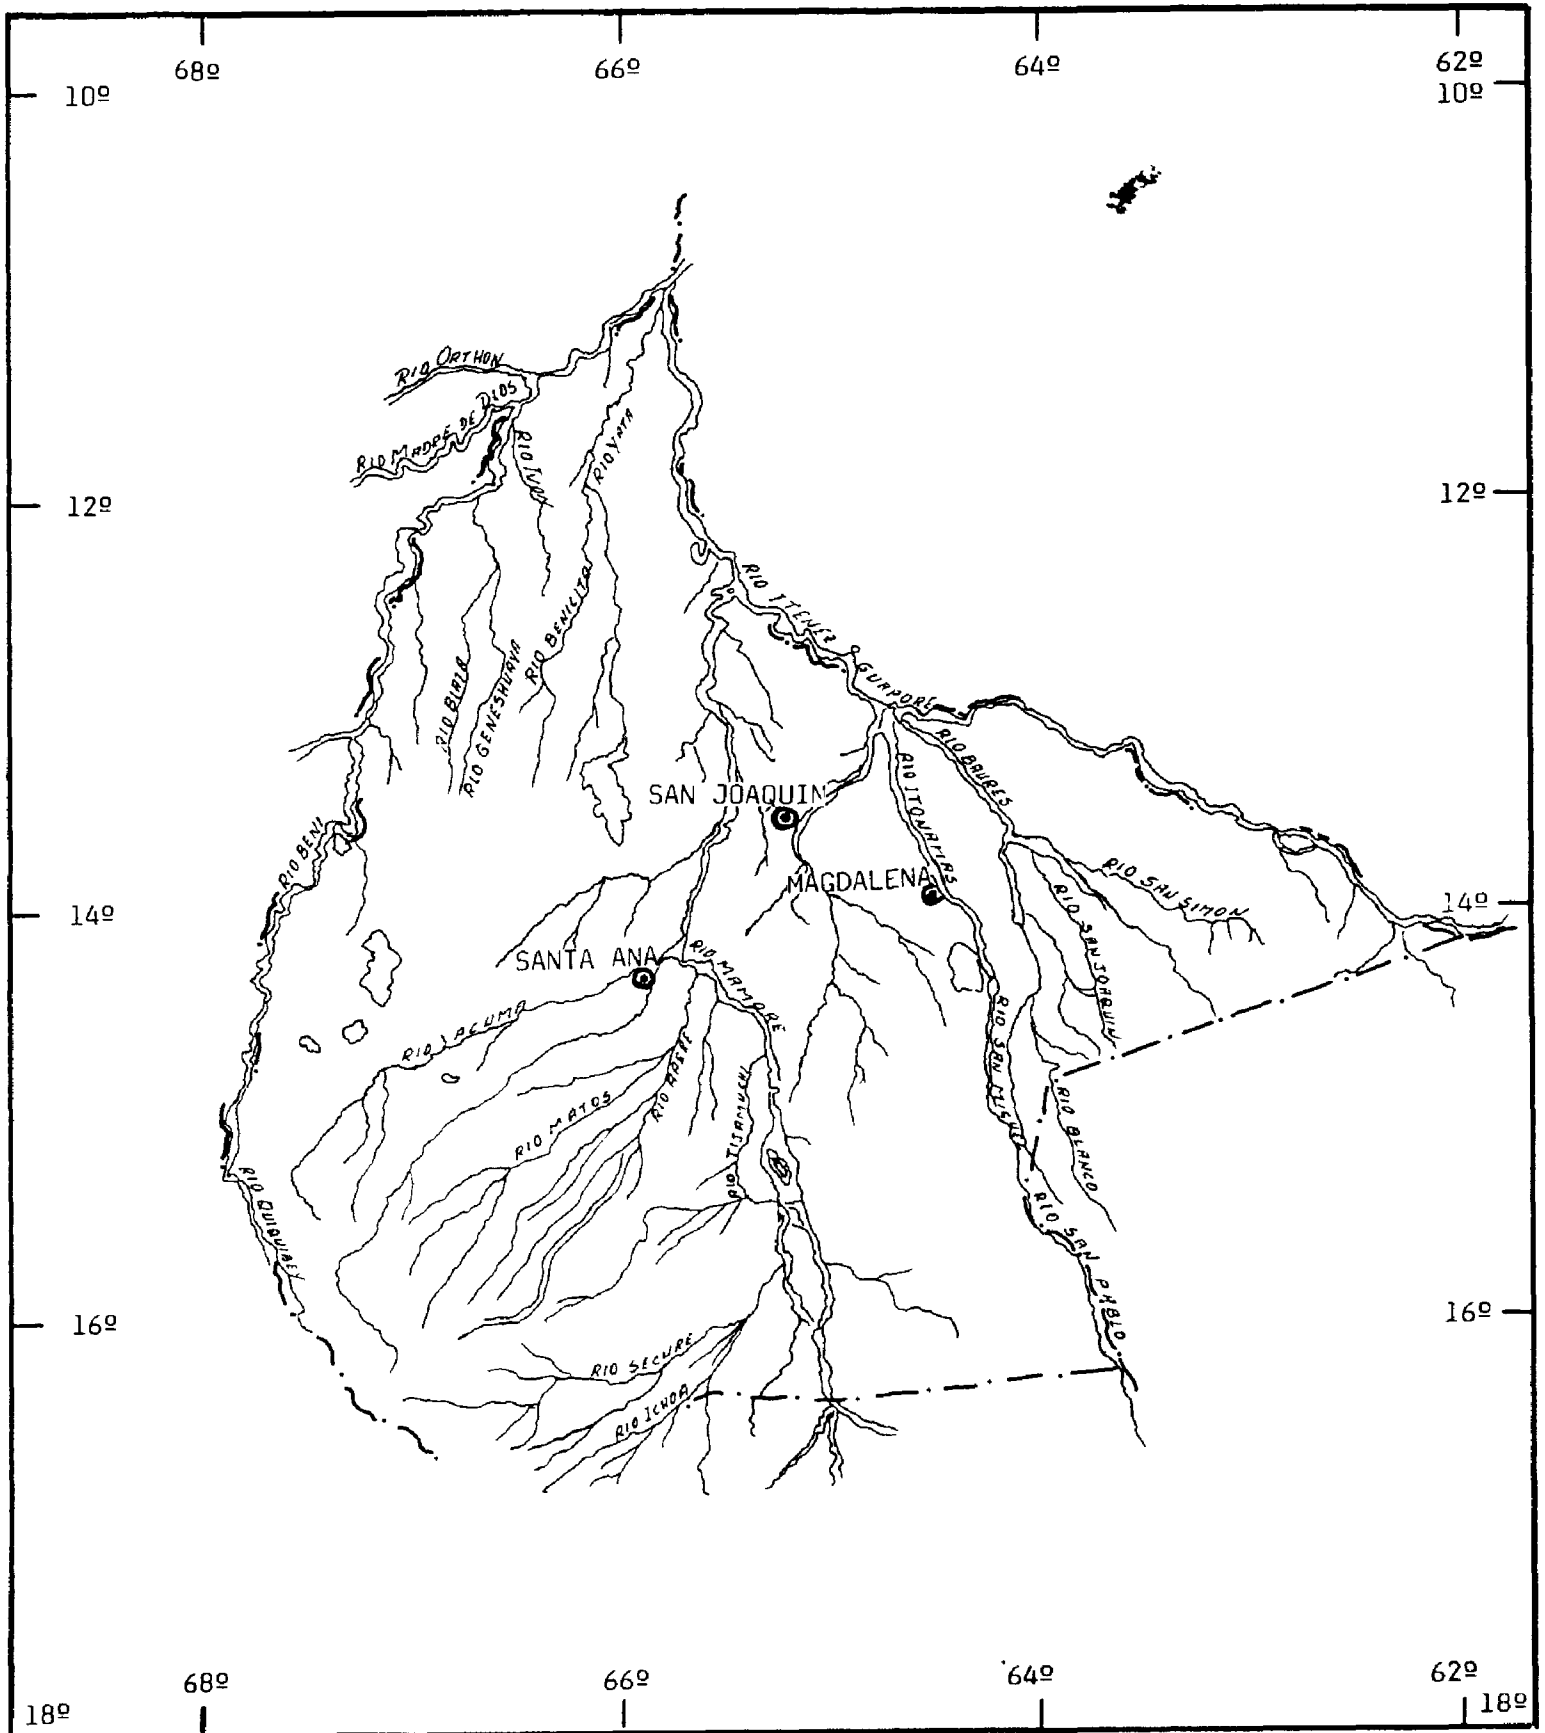 68º
66º
64º
62º
10º
10º
RIO ORTHON
RIO MADRE DE DIOS
RIO YATA
12º
12º
RIO BENICITO
RIO ITENEZ o GUAPORE
RIO GENESHUAYA
RIO BAURES
SAN JOAQUIN
RIO ITONAMAS
RIO BENI
MAGDALENA
RIO SAN SIMON
RIO SAN JOAQUIN
14º
14º
SANTA ANA
RIO MAMORE
RIO YACUMA
RIO SAN MIGUEL
RIO APERE
RIO MATOS
RIO TIJAMUCHI
RIO BLANCO
RIO QUIQUIBEY
RIO SAN PABLO
16º
16º
RIO SECURE
RIO ICHOA
68º
66º
64º
62º
18º
18º